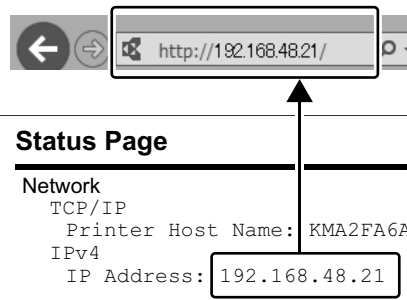 http://192.168.48.21/
Status Page
Network
TCP/IP
Printer Host Name: KMA2FA6A
IPv4
IP Address: 192.168.48.21